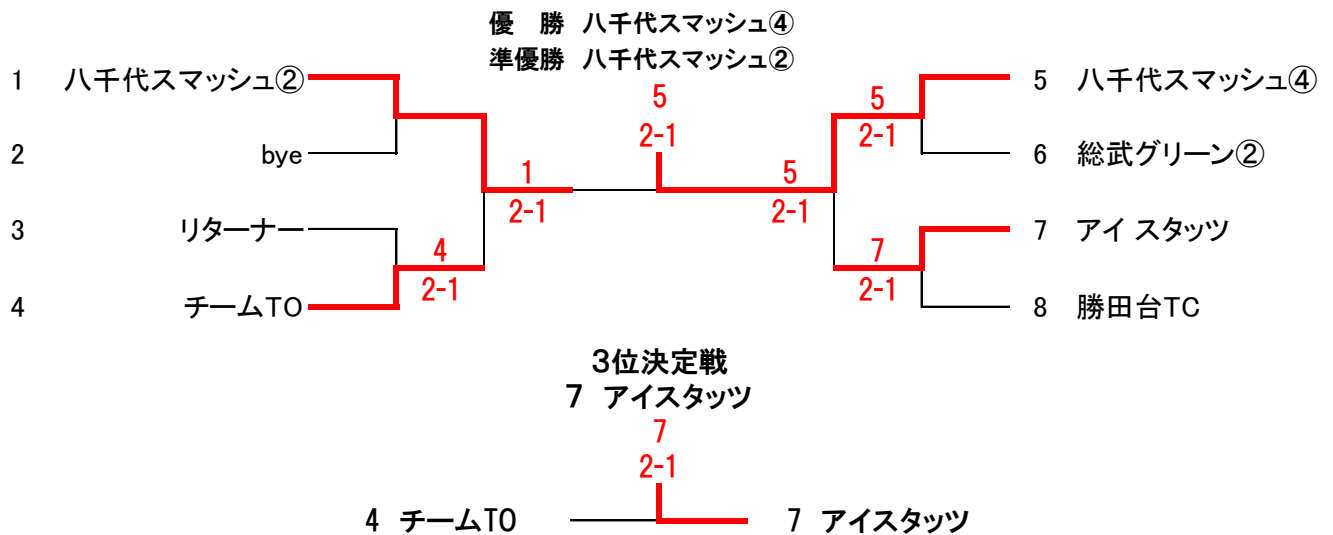 優　勝 八千代スマッシュ④
準優勝 八千代スマッシュ②
1 八千代スマッシュ②
2 bye
3 リターナー
4 チームTO
1
2-1
4
2-1
5
2-1
5
2-1
5
2-1
7
2-1
5 八千代スマッシュ④
6 総武グリーン②
7 アイ スタッツ
8 勝田台TC
3位決定戦
7 アイスタッツ
7
2-1
4 チームTO 7 アイスタッツ